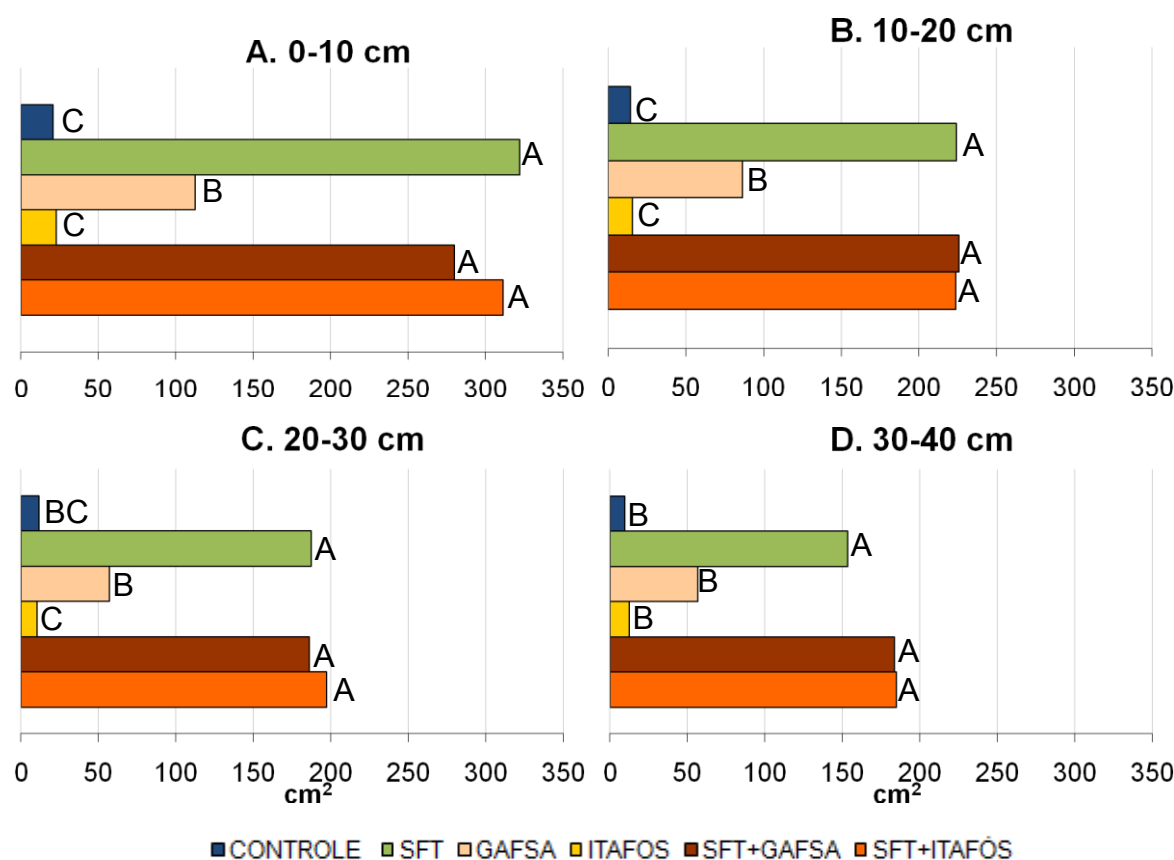 A. 0-10 cm
C
A
B
C
A
A
0 50 100 150 200 250 300 350
B. 10-20 cm
C
A
B
C
A
A
0 50 100 150 200 250 300 350
C. 20-30 cm
BC
A
B
C
A
A
0 50 100 150 200 250 300 350
cm²
D. 30-40 cm
B
A
B
B
A
A
0 50 100 150 200 250 300 350
cm²
CONTROLE SFT GAFSA ITAFOS SFT+GAFSA SFT+ITAFÓS